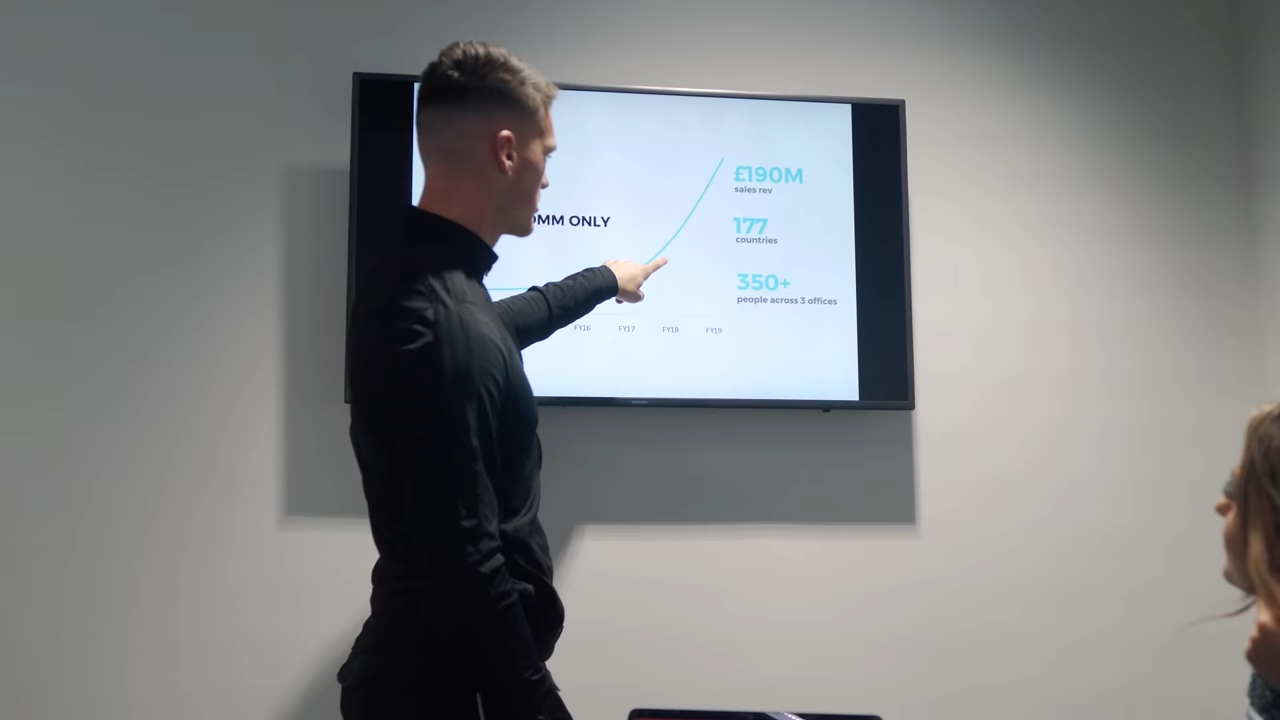 £190M
sales rev
OMM ONLY
177
countries
350+
people across 3 offices
FY16 FY17 FY18 FY19